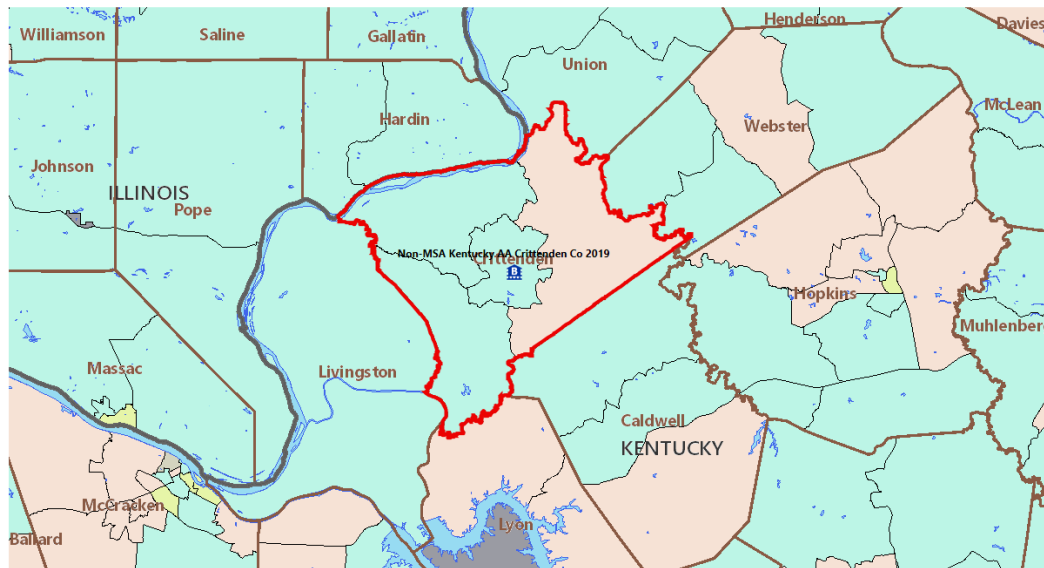 Williamson
Saline
Gallatin
Henderson
Davies
Union
Hardin
McLean
Webster
Johnson
ILLINOIS
Pope
Non-MSA Kentucky AA Crittenden Co 2019
Crittenden
B
Hopkins
Muhlenberg
Massac
Livingston
Caldwell
KENTUCKY
McCracken
Lyon
Ballard